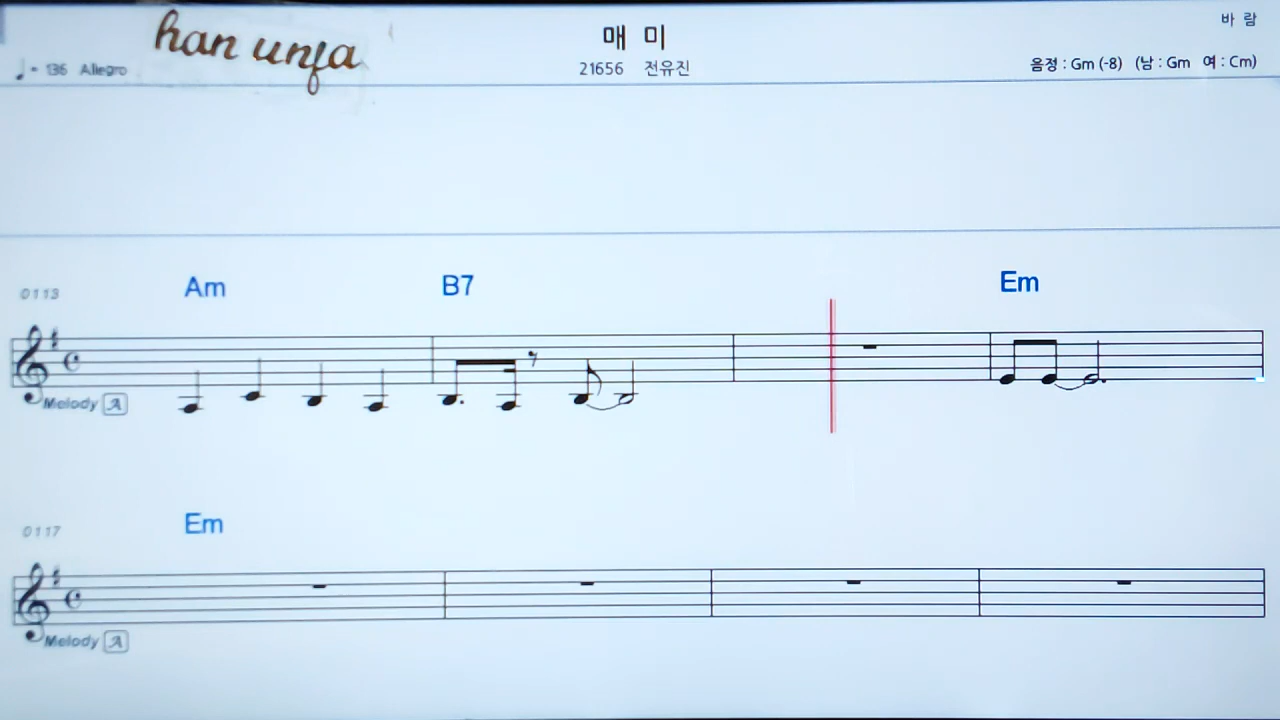 han unja
매 미
바 람
♩= 136 Allegro
21656 전유진
음정 : Gm (-8) (남 : Gm 여 : Cm)
0113
Am B7 Em
Melody A
0117
Em
Melody A